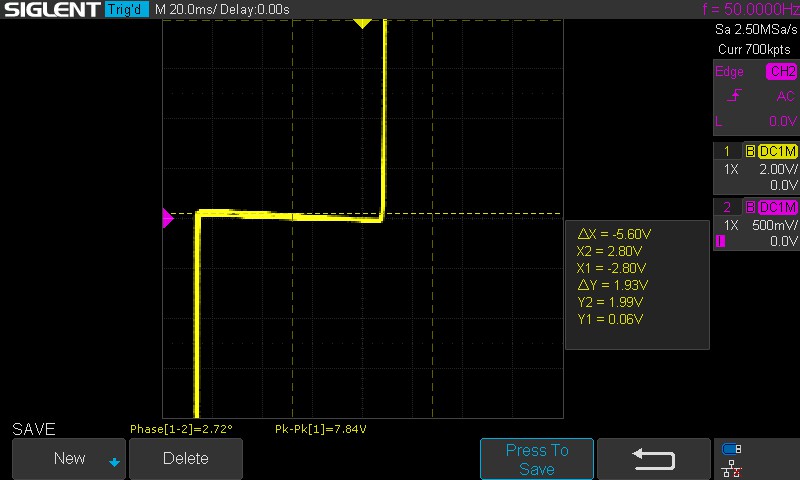 SIGLENT Trig'd M 20.0ms/ Delay:0.00s f = 50.0000Hz
Sa 2.50MSa/s
Curr 700kpts
Edge CH2
AC
L 0.0V
1 B DC1M
1X 2.00V/
0.0V
2 B DC1M
1X 500mV/
0.0V
ΔX = -5.60V
X2 = 2.80V
X1 = -2.80V
ΔY = 1.93V
Y2 = 1.99V
Y1 = 0.06V
SAVE Phase[1-2]=2.72° Pk-Pk[1]=7.84V
New Delete Press To
Save